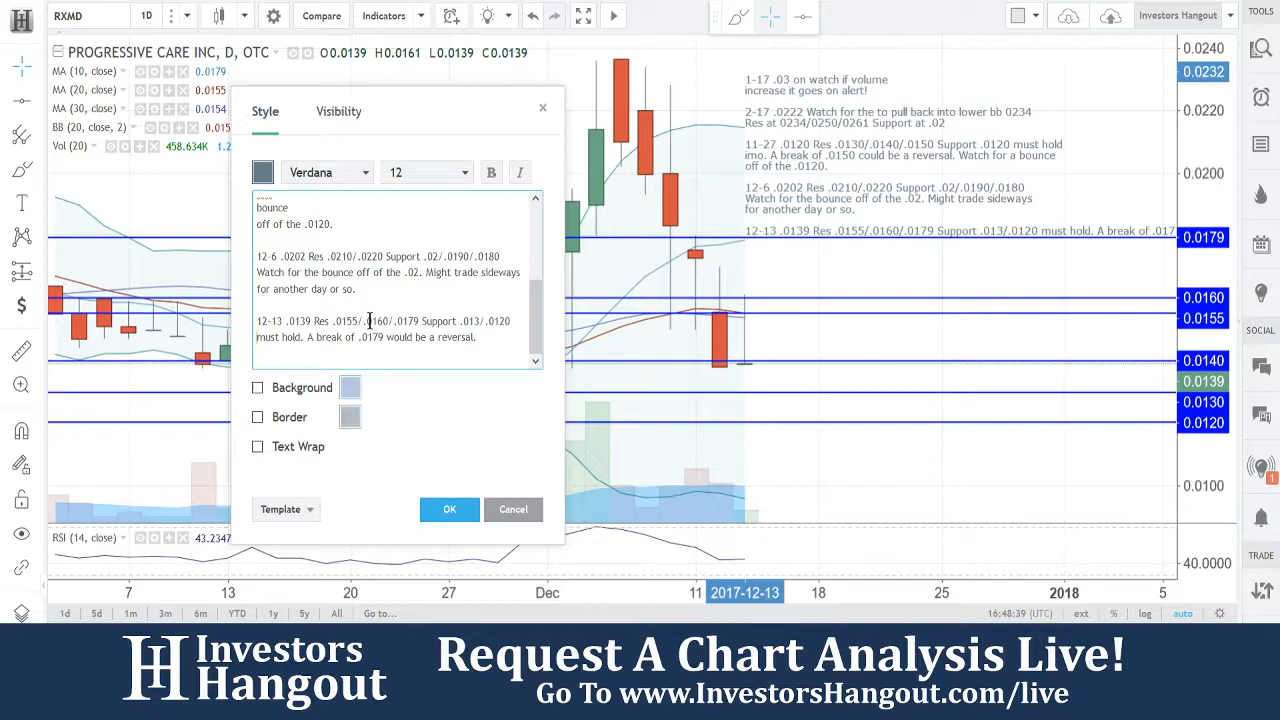 RXMD
1D
Compare
Indicators
Investors Hangout
TOOLS
PROGRESSIVE CARE INC, D, OTC
O0.0139 H0.0161 L0.0139 C0.0139
MA (10, close)
0.0179
MA (20, close)
0.015
MA (30, close)
0.0154
BB (20, 2)
0.015
Vol (20)
458.634K
Style
Visibility
Verdana
12
B
I
bounce
off of the .0120.
12-6 .0202 Res .0210/.0220 Support .02/.0190/.0180
Watch for the bounce off of the .02. Might trade sideways
for another day or so.
12-13 .0139 Res .0155/.0160/.0179 Support .013/.0120
must hold. A break of .0179 would be a reversal.
Background
Border
Text Wrap
Template
OK
Cancel
1-17 .03 on watch if volume
increase it goes on alert!
2-17 .0222 Watch for the to pull back into lower bb 0234
Res at 0234/0250/0261 Support at .02
11-27 .0120 Res .0130/.0140/.0150 Support .0120 must hold
imo. A break of .0150 could be a reversal. Watch for a bounce
off of the .0120.
12-6 .0202 Res .0210/.0220 Support .02/.0190/.0180
Watch for the bounce off of the .02. Might trade sideways
for another day or so.
12-13 .0139 Res .0155/.0160/.0179 Support .013/.0120 must hold. A break of .017
0.0240
0.0232
0.0220
0.0200
0.0179
0.0160
0.0155
0.0140
0.0139
0.0130
0.0120
0.0100
40.0000
SOCIAL
1
TRADE
RSI (14, close)
43.2347
7
13
20
27
Dec
11
2017-12-13
18
25
2018
5
1d
5d
1m
3m
6m
YTD
1y
5y
All
Go to...
16:48:39 (UTC)
ext
%
log
auto
IH
Investors
Hangout
Request A Chart Analysis Live!
Go To www.InvestorsHangout.com/live